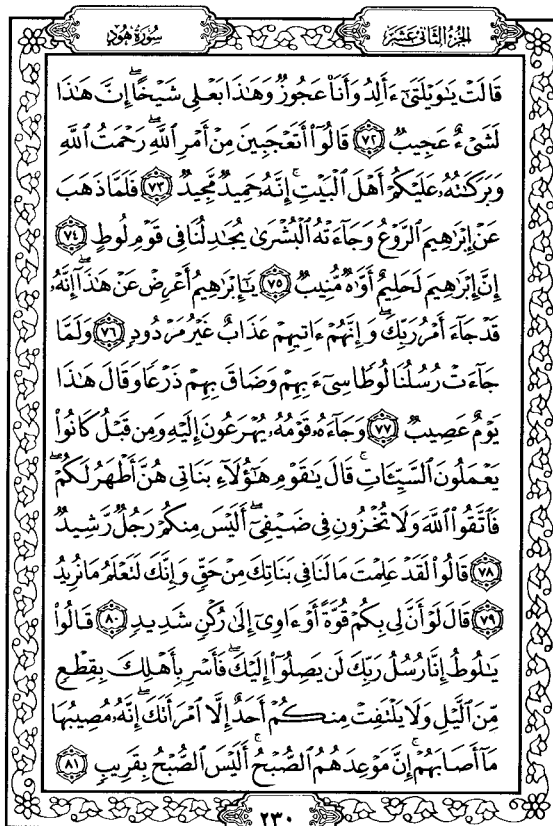 الجزء الثاني عشر
سورة هود
قَالَتْ يَٰوَيْلَتَىٰٓ ءَأَلِدُ وَأَنَا۠ عَجُوزٌ وَهَٰذَا بَعْلِى شَيْخًا ۖ إِنَّ هَٰذَا
لَشَىْءٌ عَجِيبٌ ٧٢ قَالُوٓا۟ أَتَعْجَبِينَ مِنْ أَمْرِ ٱللَّهِ ۖ رَحْمَتُ ٱللَّهِ
وَبَرَكَٰتُهُۥ عَلَيْكُمْ أَهْلَ ٱلْبَيْتِ ۚ إِنَّهُۥ حَمِيدٌ مَّجِيدٌ ٧٣ فَلَمَّا ذَهَبَ
عَنْ إِبْرَٰهِيمَ ٱلرَّوْعُ وَجَآءَتْهُ ٱلْبُشْرَىٰ يُجَٰدِلُنَا فِى قَوْمِ لُوطٍ ٧٤
إِنَّ إِبْرَٰهِيمَ لَحَلِيمٌ أَوَّٰهٌ مُّنِيبٌ ٧٥ يَٰٓإِبْرَٰهِيمُ أَعْرِضْ عَنْ هَٰذَآ ۖ إِنَّهُۥ
قَدْ جَآءَ أَمْرُ رَبِّكَ ۖ وَإِنَّهُمْ ءَاتِيهِمْ عَذَابٌ غَيْرُ مَرْدُودٍ ٧٦ وَلَمَّا
جَآءَتْ رُسُلُنَا لُوطًا سِىٓءَ بِهِمْ وَضَاقَ بِهِمْ ذَرْعًا وَقَالَ هَٰذَا
يَوْمٌ عَصِيبٌ ٧٧ وَجَآءَهُۥ قَوْمُهُۥ يُهْرَعُونَ إِلَيْهِ وَمِن قَبْلُ كَانُوا۟
يَعْمَلُونَ ٱلسَّيِّـَٔاتِ ۚ قَالَ يَٰقَوْمِ هَٰٓؤُلَآءِ بَنَاتِى هُنَّ أَطْهَرُ لَكُمْ ۖ
فَٱتَّقُوا۟ ٱللَّهَ وَلَا تُخْزُونِ فِى ضَيْفِىٓ ۖ أَلَيْسَ مِنكُمْ رَجُلٌ رَّشِيدٌ
٧٨ قَالُوا۟ لَقَدْ عَلِمْتَ مَا لَنَا فِى بَنَاتِكَ مِنْ حَقٍّ وَإِنَّكَ لَتَعْلَمُ مَا نُرِيدُ
٧٩ قَالَ لَوْ أَنَّ لِى بِكُمْ قُوَّةً أَوْ ءَاوِىٓ إِلَىٰ رُكْنٍ شَدِيدٍ ٨٠ قَالُوا۟
يَٰلُوطُ إِنَّا رُسُلُ رَبِّكَ لَن يَصِلُوٓا۟ إِلَيْكَ ۖ فَأَسْرِ بِأَهْلِكَ بِقِطْعٍ
مِّنَ ٱلَّيْلِ وَلَا يَلْتَفِتْ مِنكُمْ أَحَدٌ إِلَّا ٱمْرَأَتَكَ ۖ إِنَّهُۥ مُصِيبُهَا
مَآ أَصَابَهُمْ ۚ إِنَّ مَوْعِدَهُمُ ٱلصُّبْحُ ۚ أَلَيْسَ ٱلصُّبْحُ بِقَرِيبٍ ٨١
٢٣٠